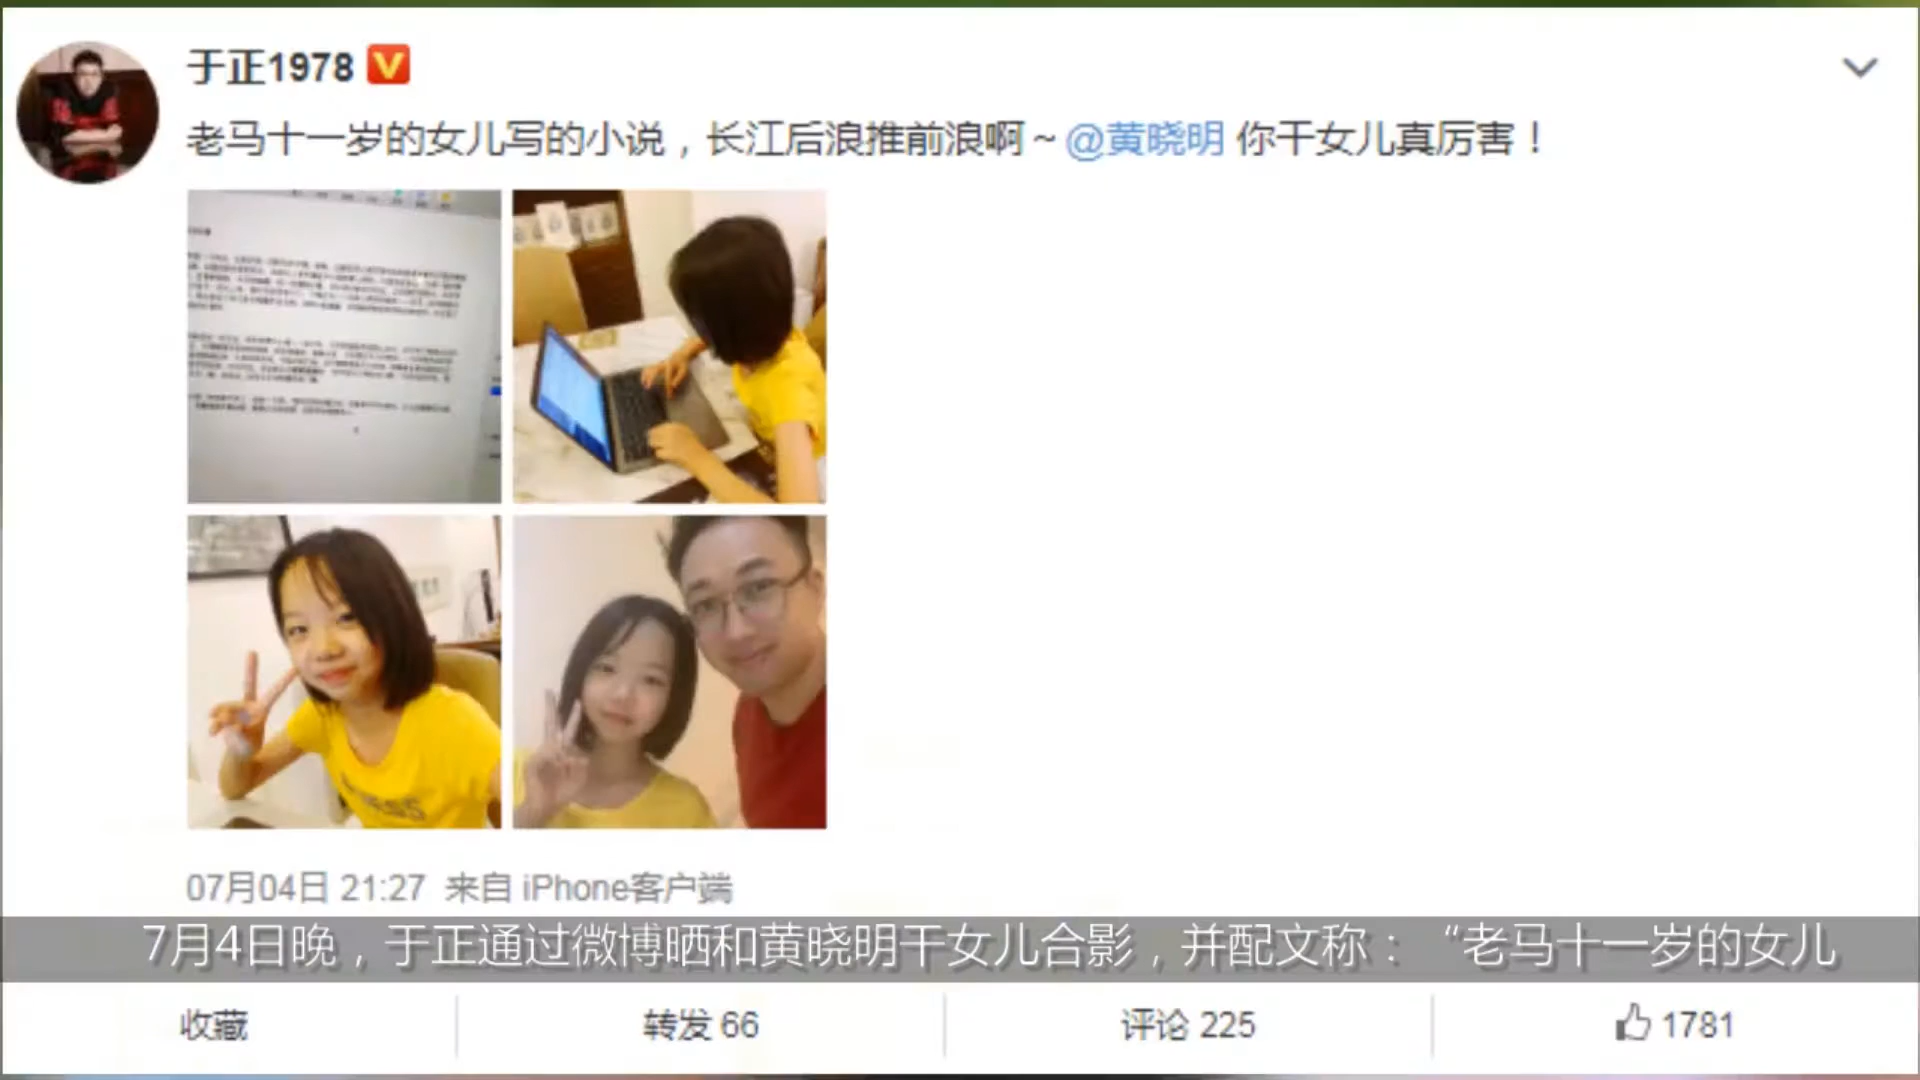 于正1978
老马十一岁的女儿写的小说，长江后浪推前浪啊～@黄晓明 你干女儿真厉害！
07月04日 21:27 来自 iPhone客户端
7月4日晚，于正通过微博晒和黄晓明干女儿合影，并配文称：“老马十一岁的女儿
收藏
转发 66
评论 225
1781